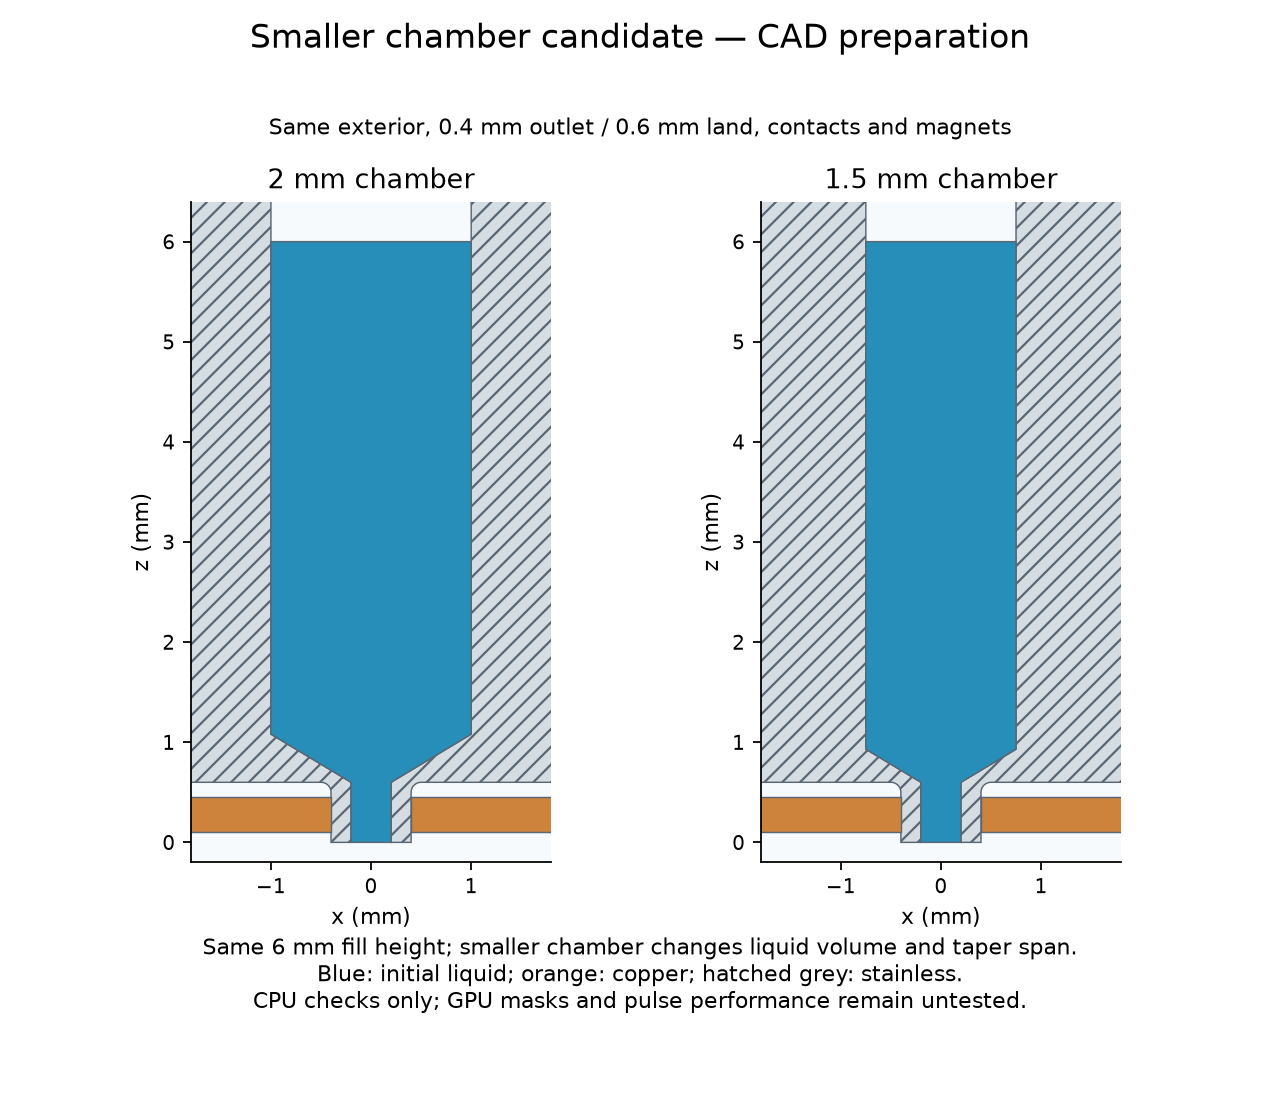 Smaller chamber candidate — CAD preparation
Same exterior, 0.4 mm outlet / 0.6 mm land, contacts and magnets
2 mm chamber
6
5
4
3
2
1
0
z (mm)
−1
0
1
x (mm)
1.5 mm chamber
6
5
4
3
2
1
0
z (mm)
−1
0
1
x (mm)
Same 6 mm fill height; smaller chamber changes liquid volume and taper span.
Blue: initial liquid; orange: copper; hatched grey: stainless.
CPU checks only; GPU masks and pulse performance remain untested.